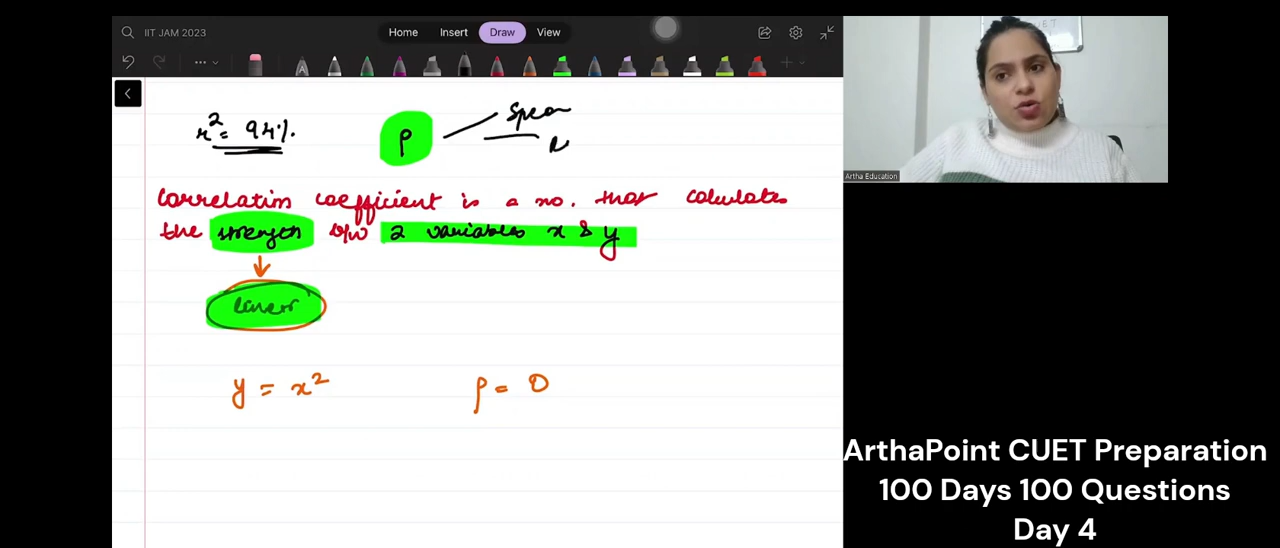 IIT JAM 2023
Home Insert Draw View
r² = 94%.
ρ
Spea
R
Correlation coefficient is a no. that calculates
the strength b/w 2 variables x & y
linear
y = x²
ρ = 0
Artha Education
ArthaPoint CUET Preparation
100 Days 100 Questions
Day 4